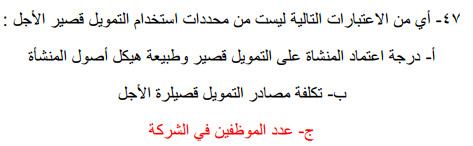 ٤٧- أي من الاعتبارات التالية ليست من محددات استخدام التمويل قصير الأجل :
أ- درجة اعتماد المنشاة على التمويل قصير وطبيعة هيكل أصول المنشأة
ب- تكلفة مصادر التمويل قصيلرة الأجل
ج- عدد الموظفين في الشركة